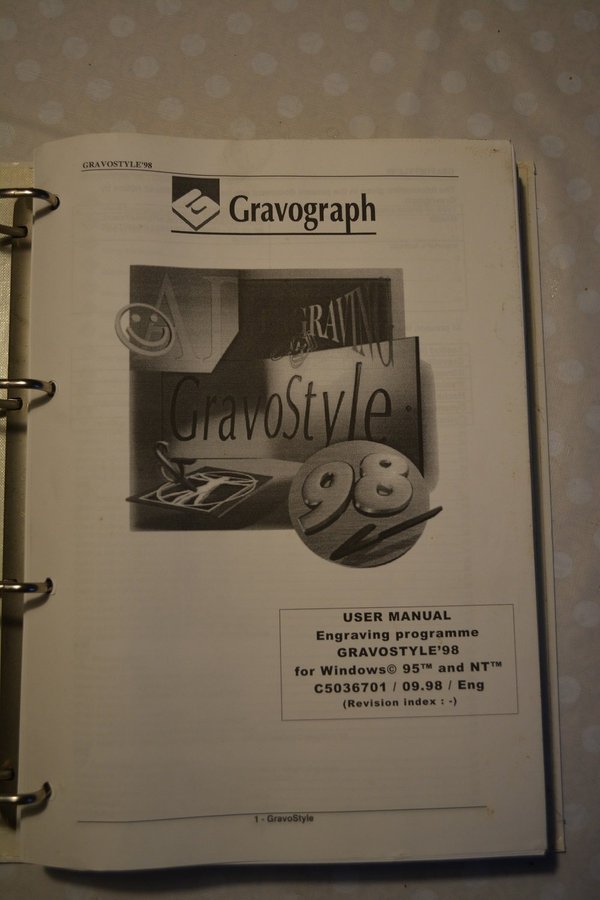 GRAVOSTYLE'98
Gravograph
ENGRAVING
GravoStyle
98
USER MANUAL
Engraving programme
GRAVOSTYLE'98
for Windows© 95™ and NT™
C5036701 / 09.98 / Eng
(Revision index : -)
1 - GravoStyle